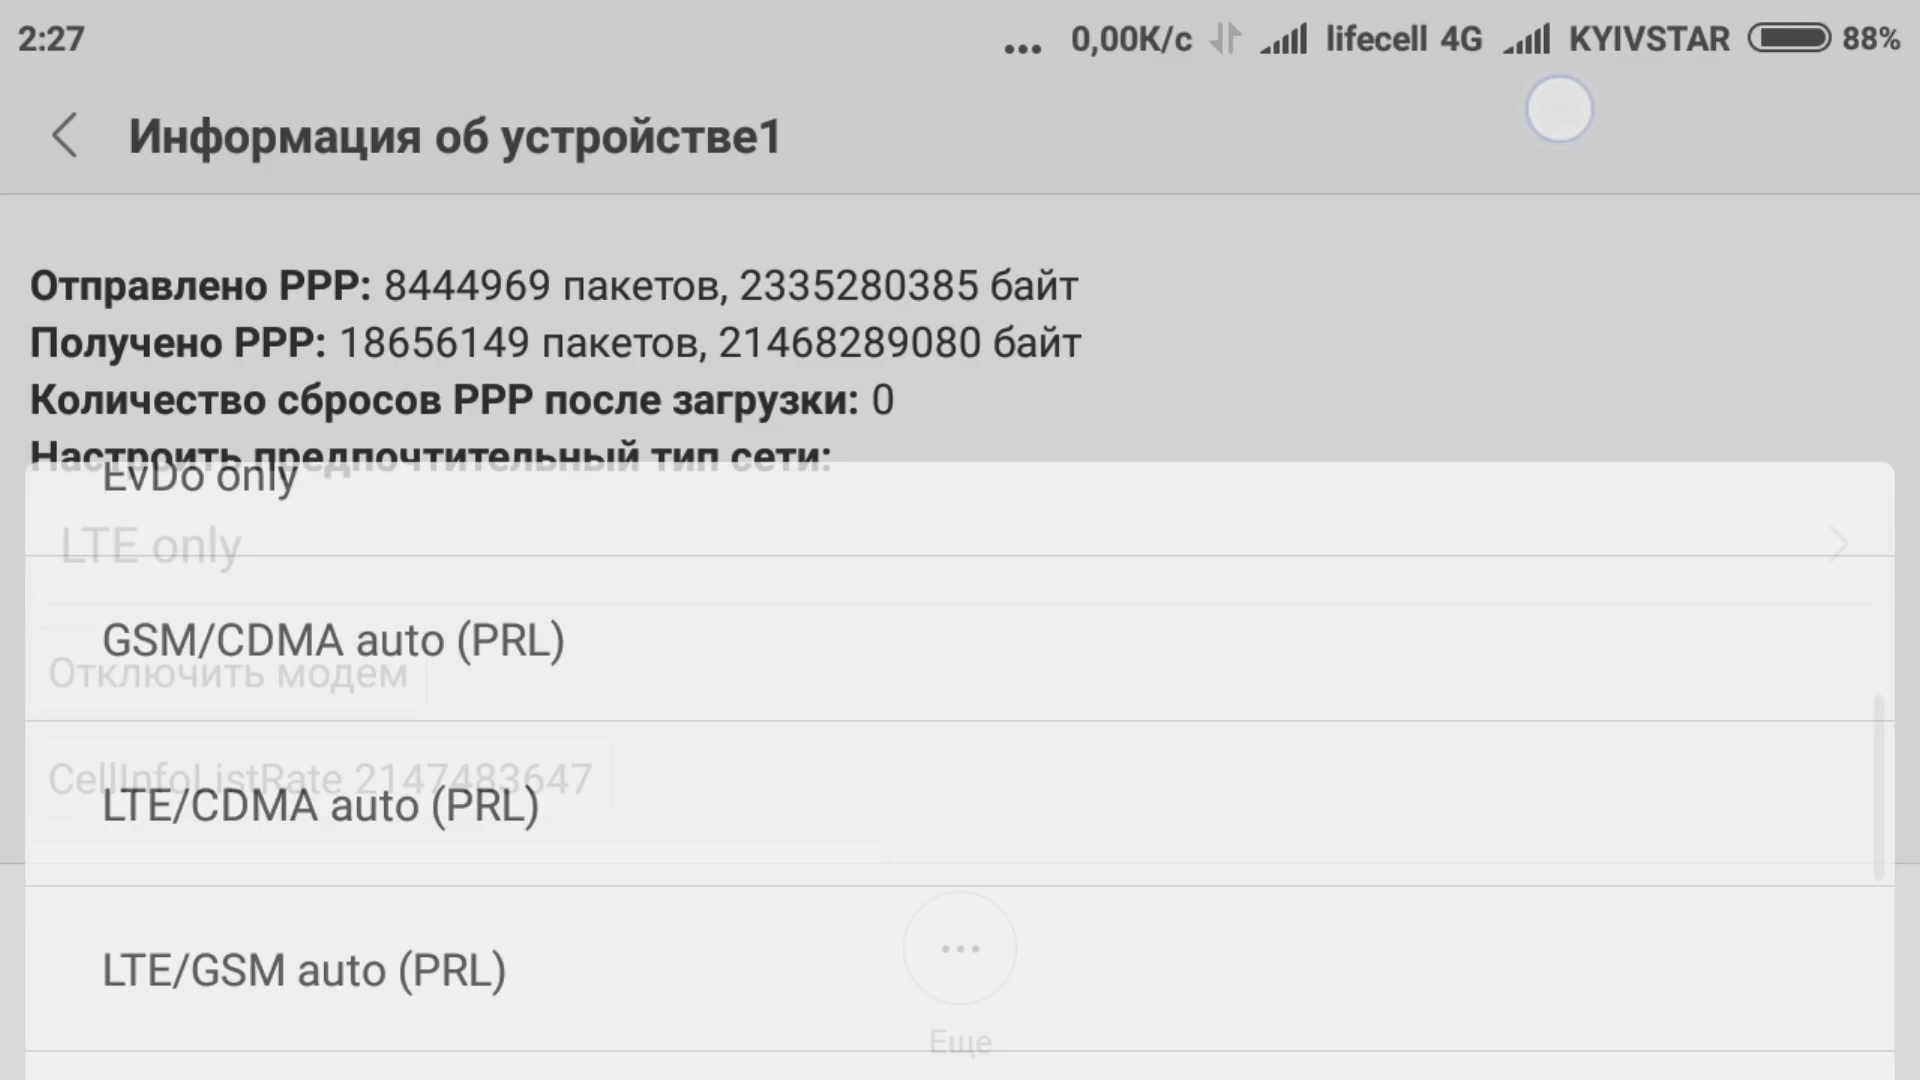 2:27 ... 0,00К/с lifecell 4G KYIVSTAR 88%
Информация об устройстве1
Отправлено PPP: 8444969 пакетов, 2335280385 байт
Получено PPP: 18656149 пакетов, 21468289080 байт
Количество сбросов PPP после загрузки: 0
Настроить предпочтительный тип сети:
EvDo only
LTE only
GSM/CDMA auto (PRL)
Отключить модем
CellInfoListRate 2147483647
LTE/CDMA auto (PRL)
LTE/GSM auto (PRL)
Еще